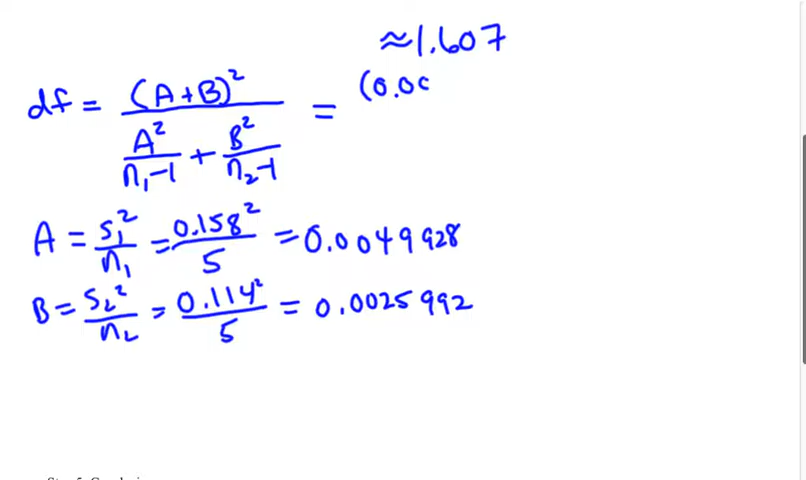 ≈1.607
df = (A+B)² / (A²/(n₁-1) + B²/(n₂-1)) = (0.00
A = s₁²/n₁ = 0.158²/5 = 0.0049928
B = s₂²/n₂ = 0.114²/5 = 0.0025992